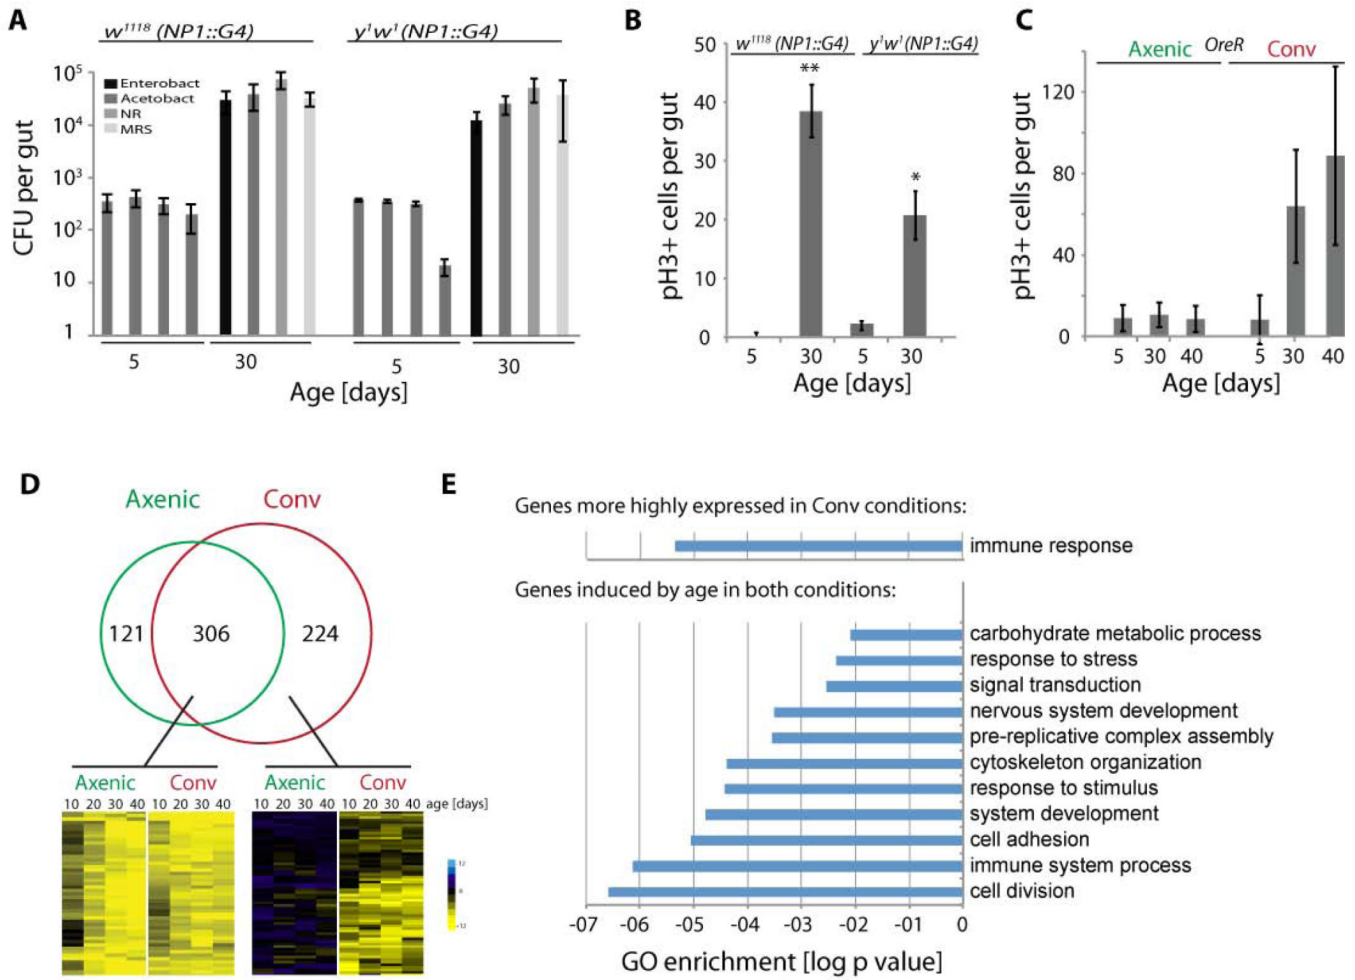 A
w¹¹¹⁸ (NP1::G4)
y¹w¹(NP1::G4)
CFU per gut
10⁵
10⁴
10³
10²
10
1
Enterobact
Acetobact
NR
MRS
5
30
5
30
Age [days]
B
w¹¹¹⁸ (NP1::G4)
y¹w¹(NP1::G4)
pH3+ cells per gut
50
40
30
20
10
0
**
*
5
30
5
30
Age [days]
C
Axenic
OreR
Conv
pH3+ cells per gut
120
80
40
0
5
30
40
5
30
40
Age [days]
D
Axenic
Conv
121
306
224
Axenic
Conv
10 20 30 40
10 20 30 40
Axenic
Conv
10 20 30 40
10 20 30 40
age [days]
E
Genes more highly expressed in Conv conditions:
immune response
Genes induced by age in both conditions:
carbohydrate metabolic process
response to stress
signal transduction
nervous system development
pre-replicative complex assembly
cytoskeleton organization
response to stimulus
system development
cell adhesion
immune system process
cell division
-07 -06 -05 -04 -03 -02 -01 0
GO enrichment [log p value]